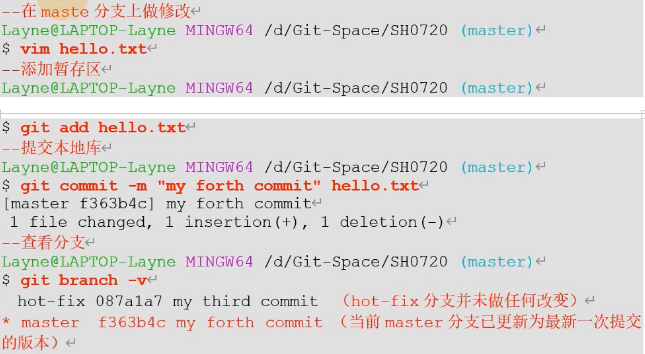 --在 maste 分支上做修改↵
Layne@LAPTOP-Layne MINGW64 /d/Git-Space/SH0720 (master)↵
$ vim hello.txt↵
--添加暂存区↵
Layne@LAPTOP-Layne MINGW64 /d/Git-Space/SH0720 (master)↵
$ git add hello.txt↵
--提交本地库↵
Layne@LAPTOP-Layne MINGW64 /d/Git-Space/SH0720 (master)↵
$ git commit -m "my forth commit" hello.txt↵
[master f363b4c] my forth commit↵
1 file changed, 1 insertion(+), 1 deletion(-)↵
--查看分支↵
Layne@LAPTOP-Layne MINGW64 /d/Git-Space/SH0720 (master)↵
$ git branch -v↵
hot-fix 087a1a7 my third commit （hot-fix 分支并未做任何改变）↵
* master f363b4c my forth commit （当前 master 分支已更新为最新一次提交
的版本）↵